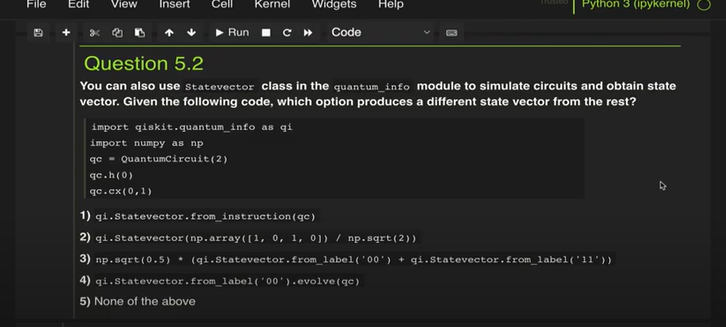 File Edit View Insert Cell Kernel Widgets Help Trusted Python 3 (ipykernel)
Run Code
Question 5.2
You can also use Statevector class in the quantum_info module to simulate circuits and obtain state
vector. Given the following code, which option produces a different state vector from the rest?
import qiskit.quantum_info as qi
import numpy as np
qc = QuantumCircuit(2)
qc.h(0)
qc.cx(0,1)
1) qi.Statevector.from_instruction(qc)
2) qi.Statevector(np.array([1, 0, 1, 0]) / np.sqrt(2))
3) np.sqrt(0.5) * (qi.Statevector.from_label('00') + qi.Statevector.from_label('11'))
4) qi.Statevector.from_label('00').evolve(qc)
5) None of the above